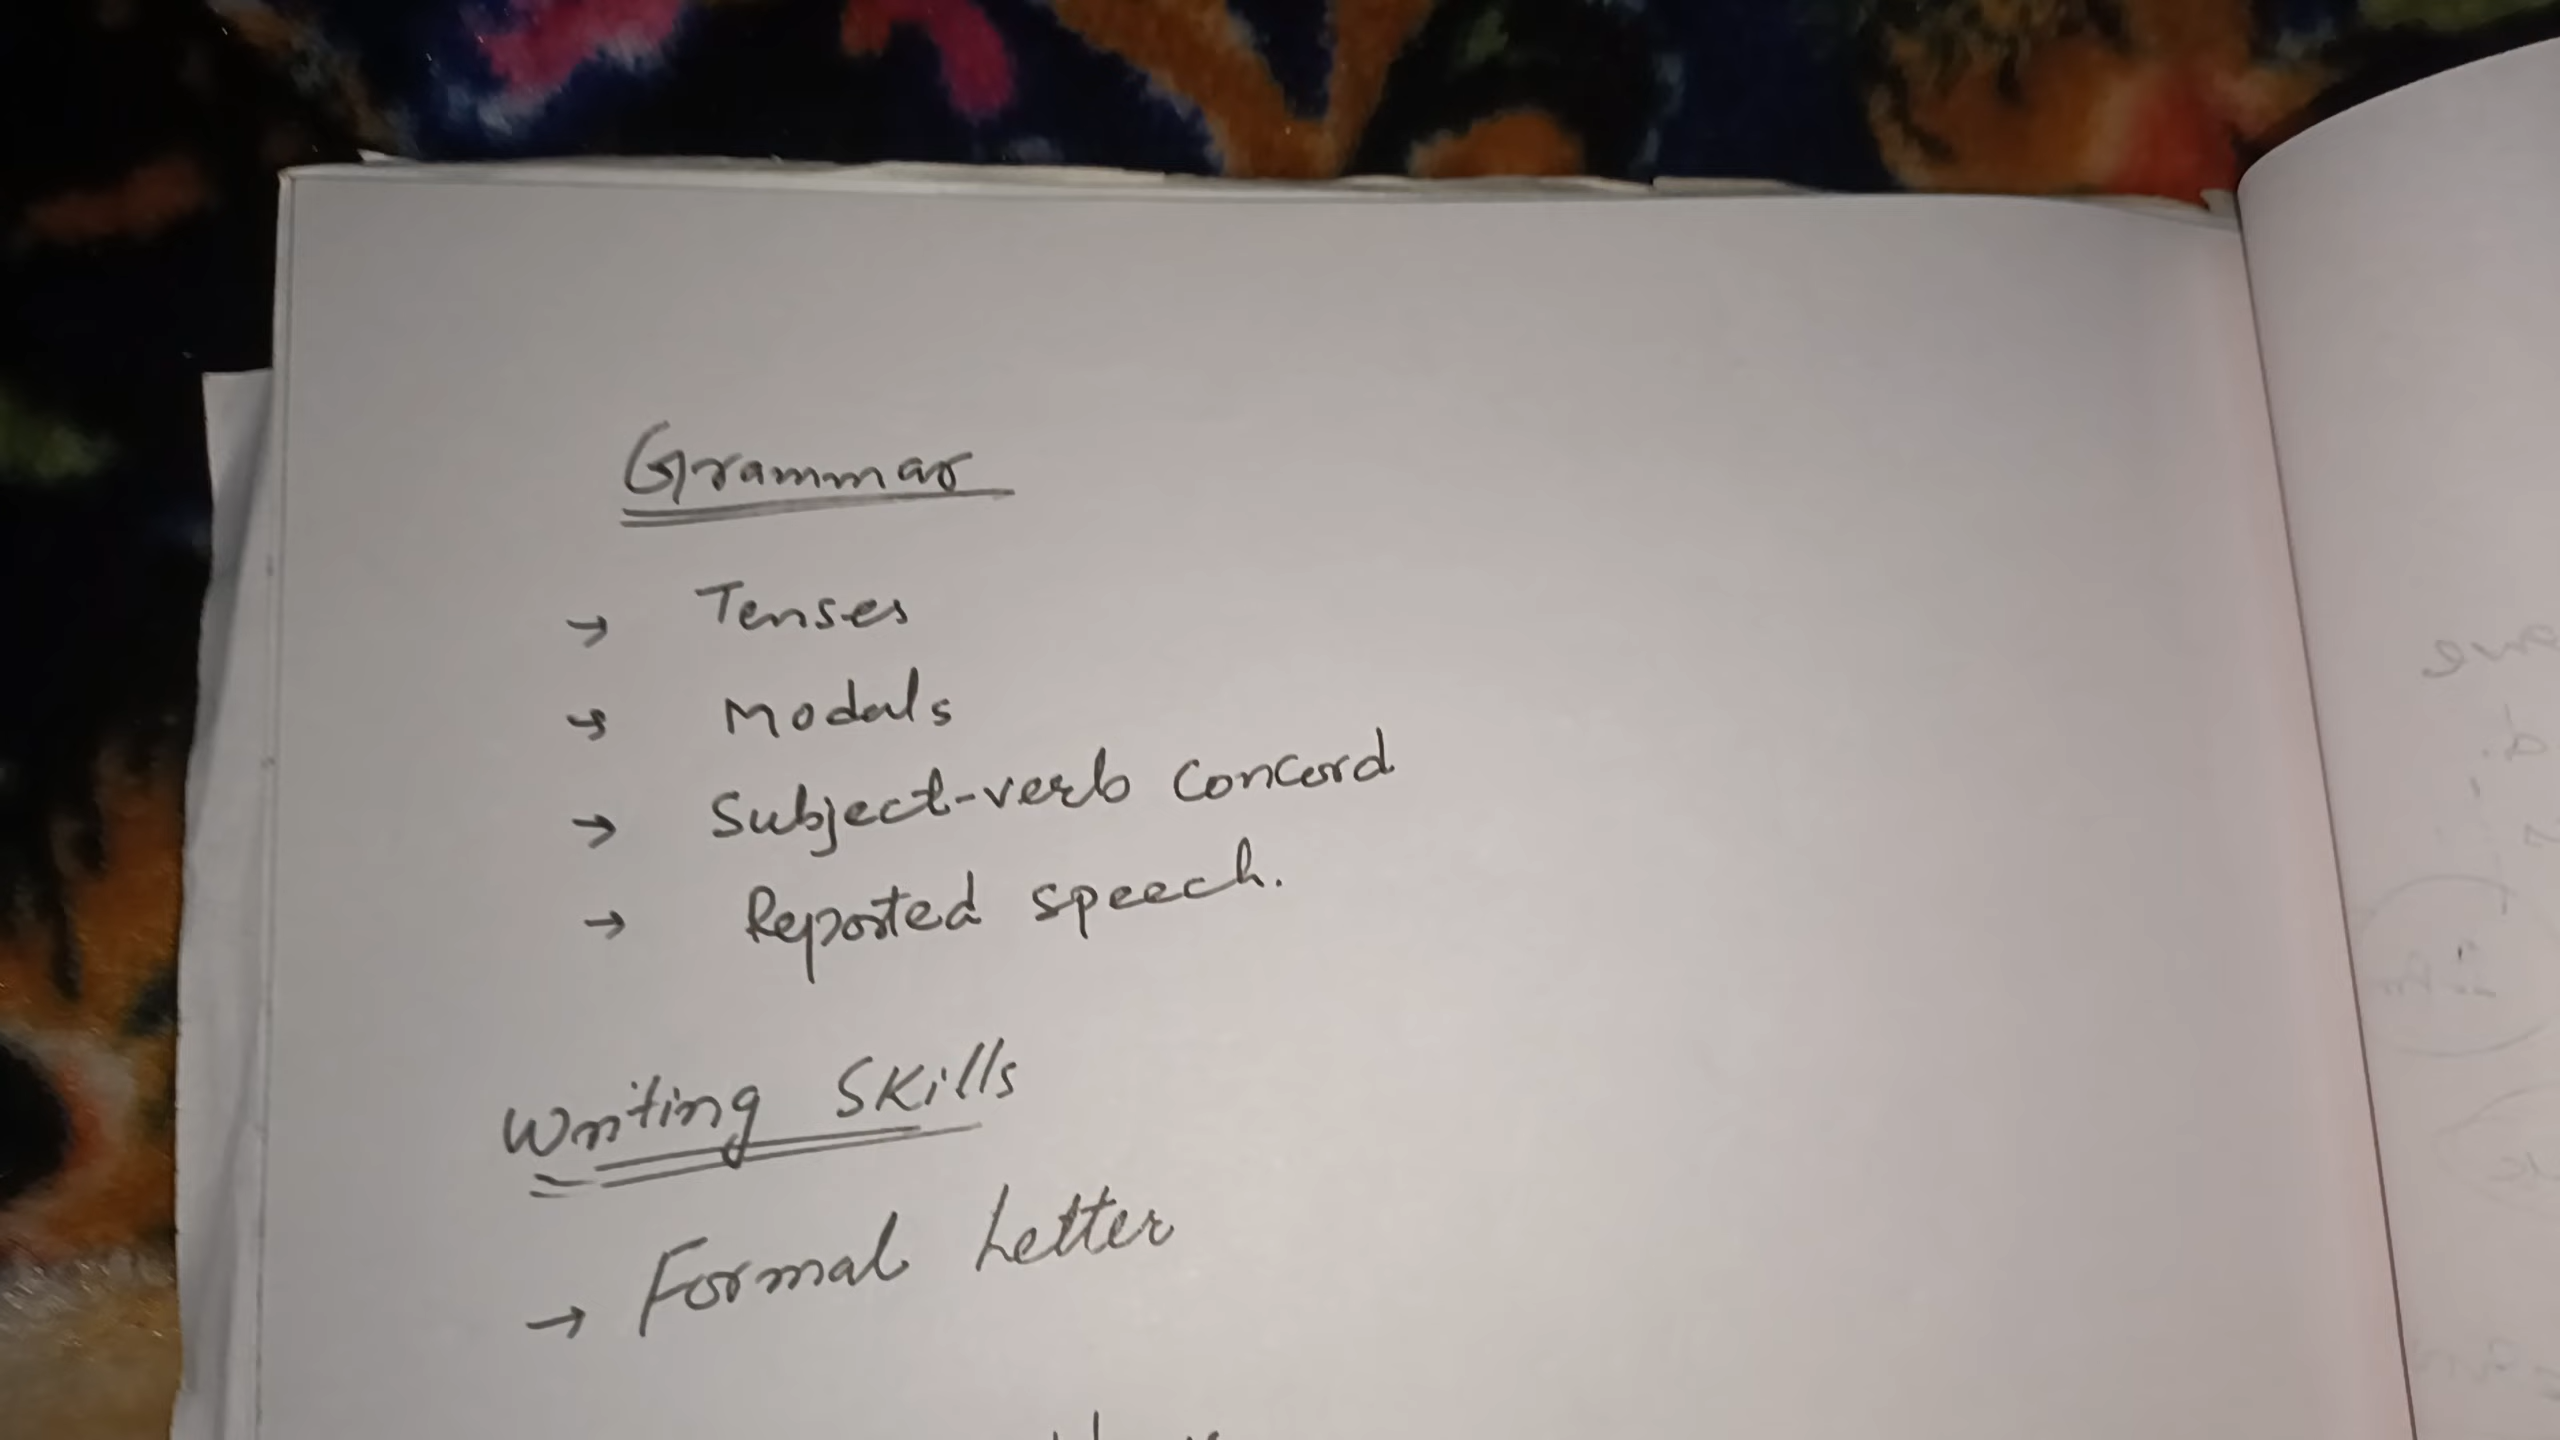 Grammar
→ Tenses
→ Modals
→ Subject-verb Concord
→ Reported speech.
Writing Skills
→ Formal Letter